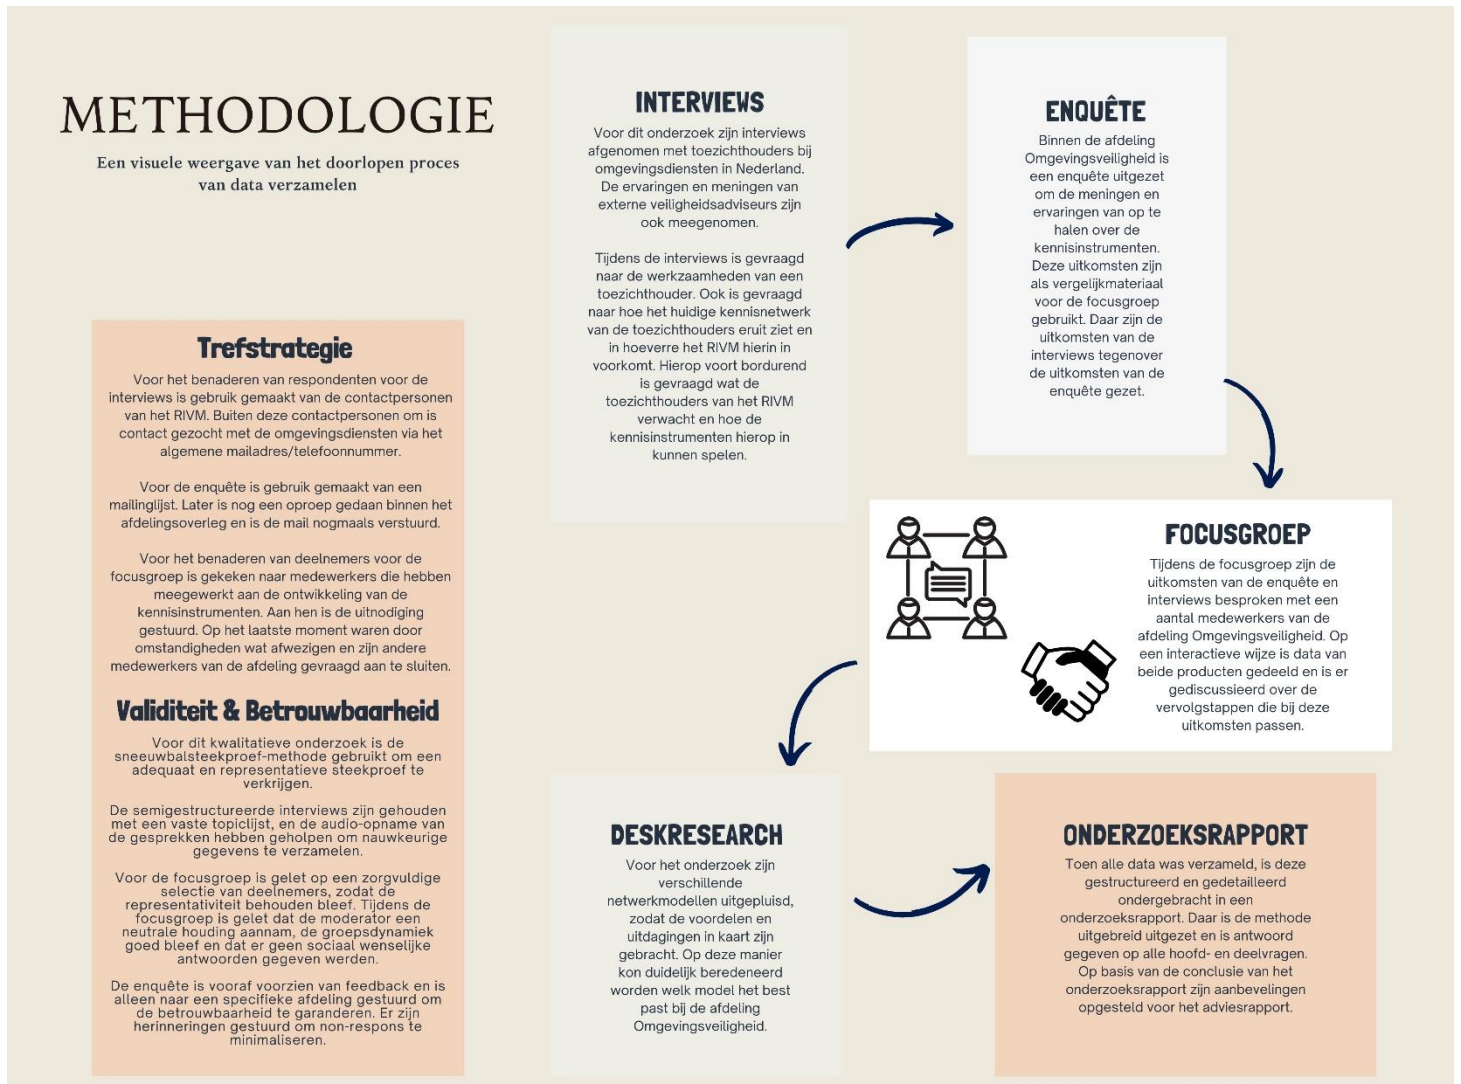 METHODOLOGIE
Een visuele weergave van het doorlopen proces
van data verzamelen
Trefstrategie
Voor het benaderen van respondenten voor de
interviews is gebruik gemaakt van de contactpersonen
van het RIVM. Buiten deze contactpersonen om is
contact gezocht met de omgevingsdiensten via het
algemene mailadres/telefoonnummer.
Voor de enquête is gebruik gemaakt van een
mailinglijst. Later is nog een oproep gedaan binnen het
afdelingsoverleg en is de mail nogmaals verstuurd.
Voor het benaderen van deelnemers voor de
focusgroep is gekeken naar medewerkers die hebben
meegewerkt aan de ontwikkeling van de
kennisinstrumenten. Aan hen is de uitnodiging
gestuurd. Op het laatste moment waren door
omstandigheden wat afwezigen en zijn andere
medewerkers van de afdeling gevraagd aan te sluiten.
Validiteit & Betrouwbaarheid
Voor dit kwalitatieve onderzoek is de
sneeuwbalsteekproef-methode gebruikt om een
adequaat en representatieve steekproef te
verkrijgen.
De semigestructureerde interviews zijn gehouden
met een vaste topiclijst, en de audio-opname van
de gesprekken hebben geholpen om nauwkeurige
gegevens te verzamelen.
Voor de focusgroep is gelet op een zorgvuldige
selectie van deelnemers, zodat de
representativiteit behouden bleef. Tijdens de
focusgroep is gelet dat de moderator een
neutrale houding aannam, de groepsdynamiek
goed bleef en dat er geen sociaal wenselijke
antwoorden gegeven werden.
De enquête is vooraf voorzien van feedback en is
alleen naar een specifieke afdeling gestuurd om
de betrouwbaarheid te garanderen. Er zijn
herinneringen gestuurd om non-respons te
minimaliseren.
INTERVIEWS
Voor dit onderzoek zijn interviews
afgenomen met toezichthouders bij
omgevingsdiensten in Nederland.
De ervaringen en meningen van
externe veiligheidsadviseurs zijn
ook meegenomen.
Tijdens de interviews is gevraagd
naar de werkzaamheden van een
toezichthouder. Ook is gevraagd
naar hoe het huidige kennisnetwerk
van de toezichthouders eruit ziet en
in hoeverre het RIVM hierin in
voorkomt. Hierop voort bordurend
is gevraagd wat de
toezichthouders van het RIVM
verwacht en hoe de
kennisinstrumenten hierop in
kunnen spelen.
ENQUÊTE
Binnen de afdeling
Omgevingsveiligheid is
een enquête uitgezet
om de meningen en
ervaringen van op te
halen over de
kennisinstrumenten.
Deze uitkomsten zijn
als vergelijkmateriaal
voor de focusgroep
gebruikt. Daar zijn de
uitkomsten van de
interviews tegenover
de uitkomsten van de
enquête gezet.
FOCUSGROEP
Tijdens de focusgroep zijn de
uitkomsten van de enquête en
interviews besproken met een
aantal medewerkers van de
afdeling Omgevingsveiligheid. Op
een interactieve wijze is data van
beide producten gedeeld en is er
gediscussieerd over de
vervolgstappen die bij deze
uitkomsten passen.
DESKRESEARCH
Voor het onderzoek zijn
verschillende
netwerkmodellen uitgepluisd,
zodat de voordelen en
uitdagingen in kaart zijn
gebracht. Op deze manier
kon duidelijk beredeneerd
worden welk model het best
past bij de afdeling
Omgevingsveiligheid.
ONDERZOEKSRAPPORT
Toen alle data was verzameld, is deze
gestructureerd en gedetailleerd
ondergebracht in een
onderzoeksrapport. Daar is de methode
uitgebreid uitgezet en is antwoord
gegeven op alle hoofd- en deelvragen.
Op basis van de conclusie van het
onderzoeksrapport zijn aanbevelingen
opgesteld voor het adviesrapport.